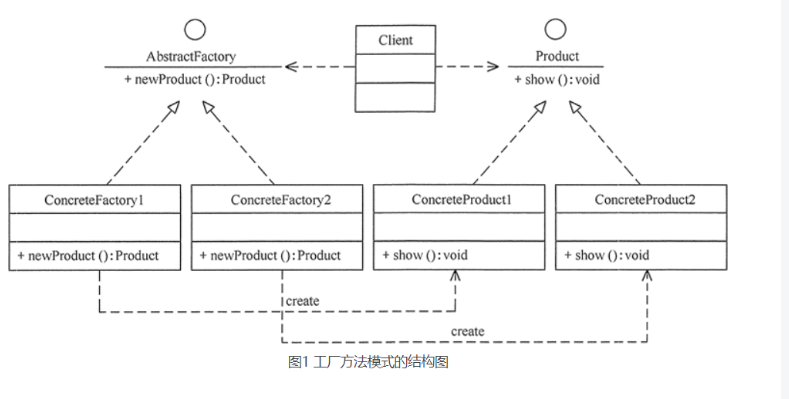 AbstractFactory
+ newProduct (): Product
Client
Product
+ show (): void
ConcreteFactory1
+ newProduct (): Product
ConcreteFactory2
+ newProduct (): Product
ConcreteProduct1
+ show (): void
ConcreteProduct2
+ show (): void
create
create
图1 工厂方法模式的结构图